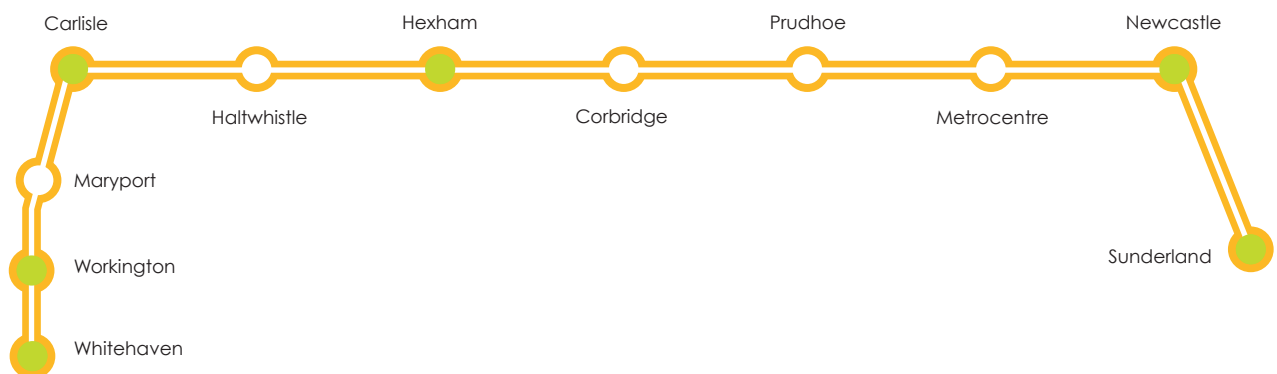 Carlisle
Hexham
Prudhoe
Newcastle
Haltwhistle
Corbridge
Metrocentre
Maryport
Sunderland
Workington
Whitehaven